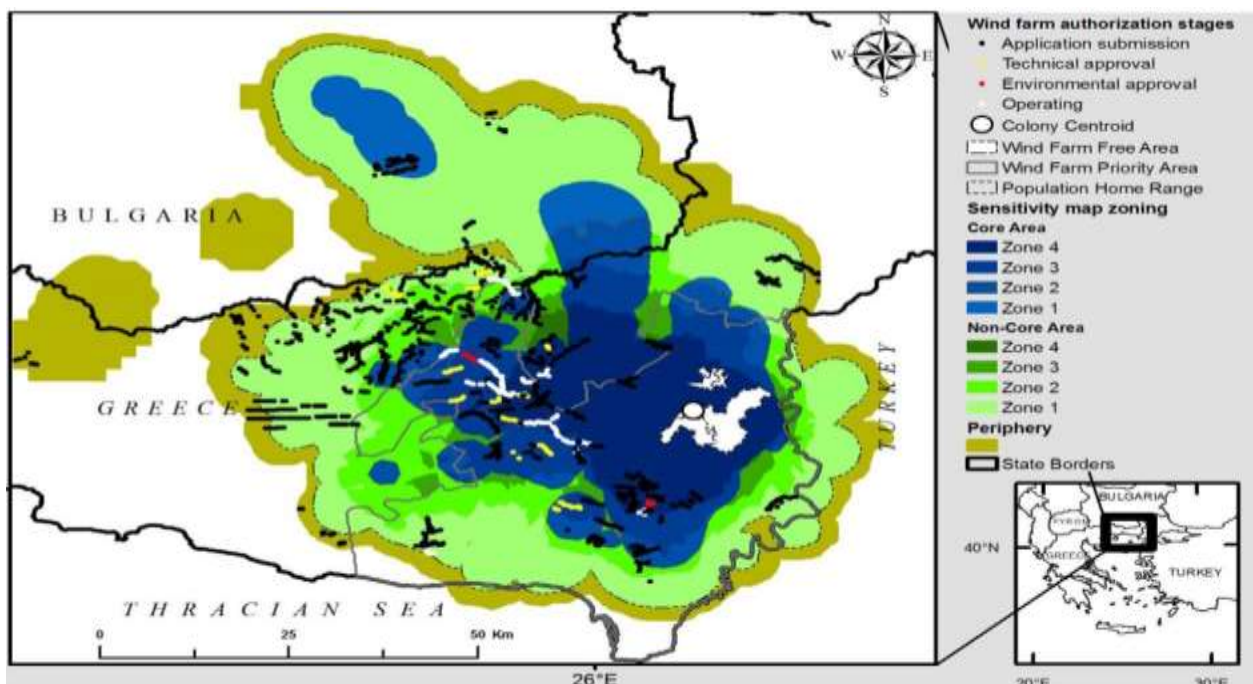 N
W E
S
BULGARIA
GREECE
TURKEY
THRACIAN SEA
0 25 50 Km
26°E
Wind farm authorization stages
Application submission
Technical approval
Environmental approval
Operating
Colony Centroid
Wind Farm Free Area
Wind Farm Priority Area
Population Home Range
Sensitivity map zoning
Core Area
Zone 4
Zone 3
Zone 2
Zone 1
Non-Core Area
Zone 4
Zone 3
Zone 2
Zone 1
Periphery
State Borders
BULGARIA
FYROM
40°N
GREECE
TURKEY
20°E 30°E